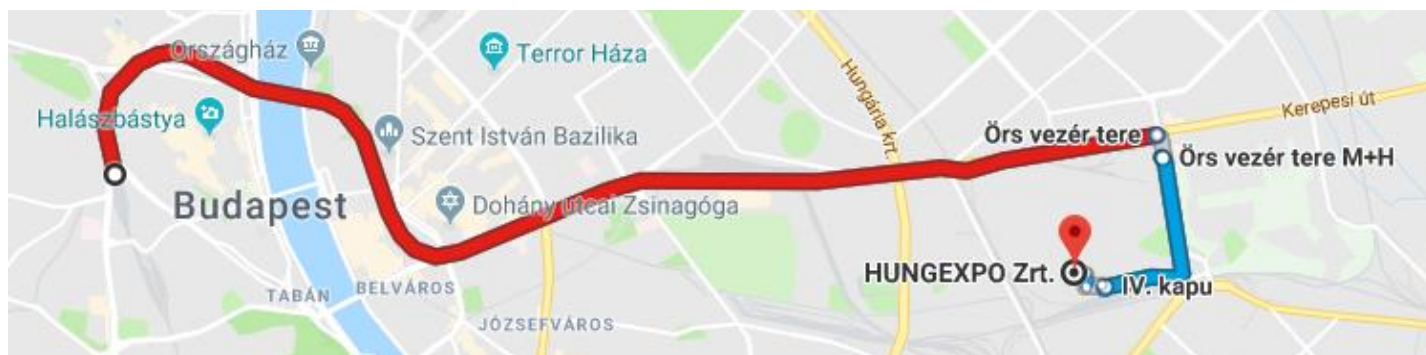 Országház
Terror Háza
Halászbástya
Szent István Bazilika
Hungária krt.
Kerepesi út
Örs vezér tere
Örs vezér tere M+H
Budapest
Dohány utcai Zsinagóga
HUNGEXPO Zrt.
IV. kapu
TABÁN
BELVÁROS
JÓZSEFVÁROS